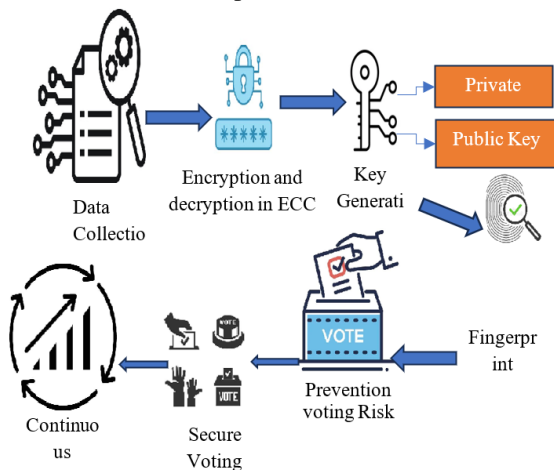 Private
Public Key
*****
Encryption and
decryption in ECC
Key
Generati
Data
Collectio
VOTE
VOTE
VOTE
Fingerpr
int
Prevention
voting Risk
Secure
Voting
Continuo
us